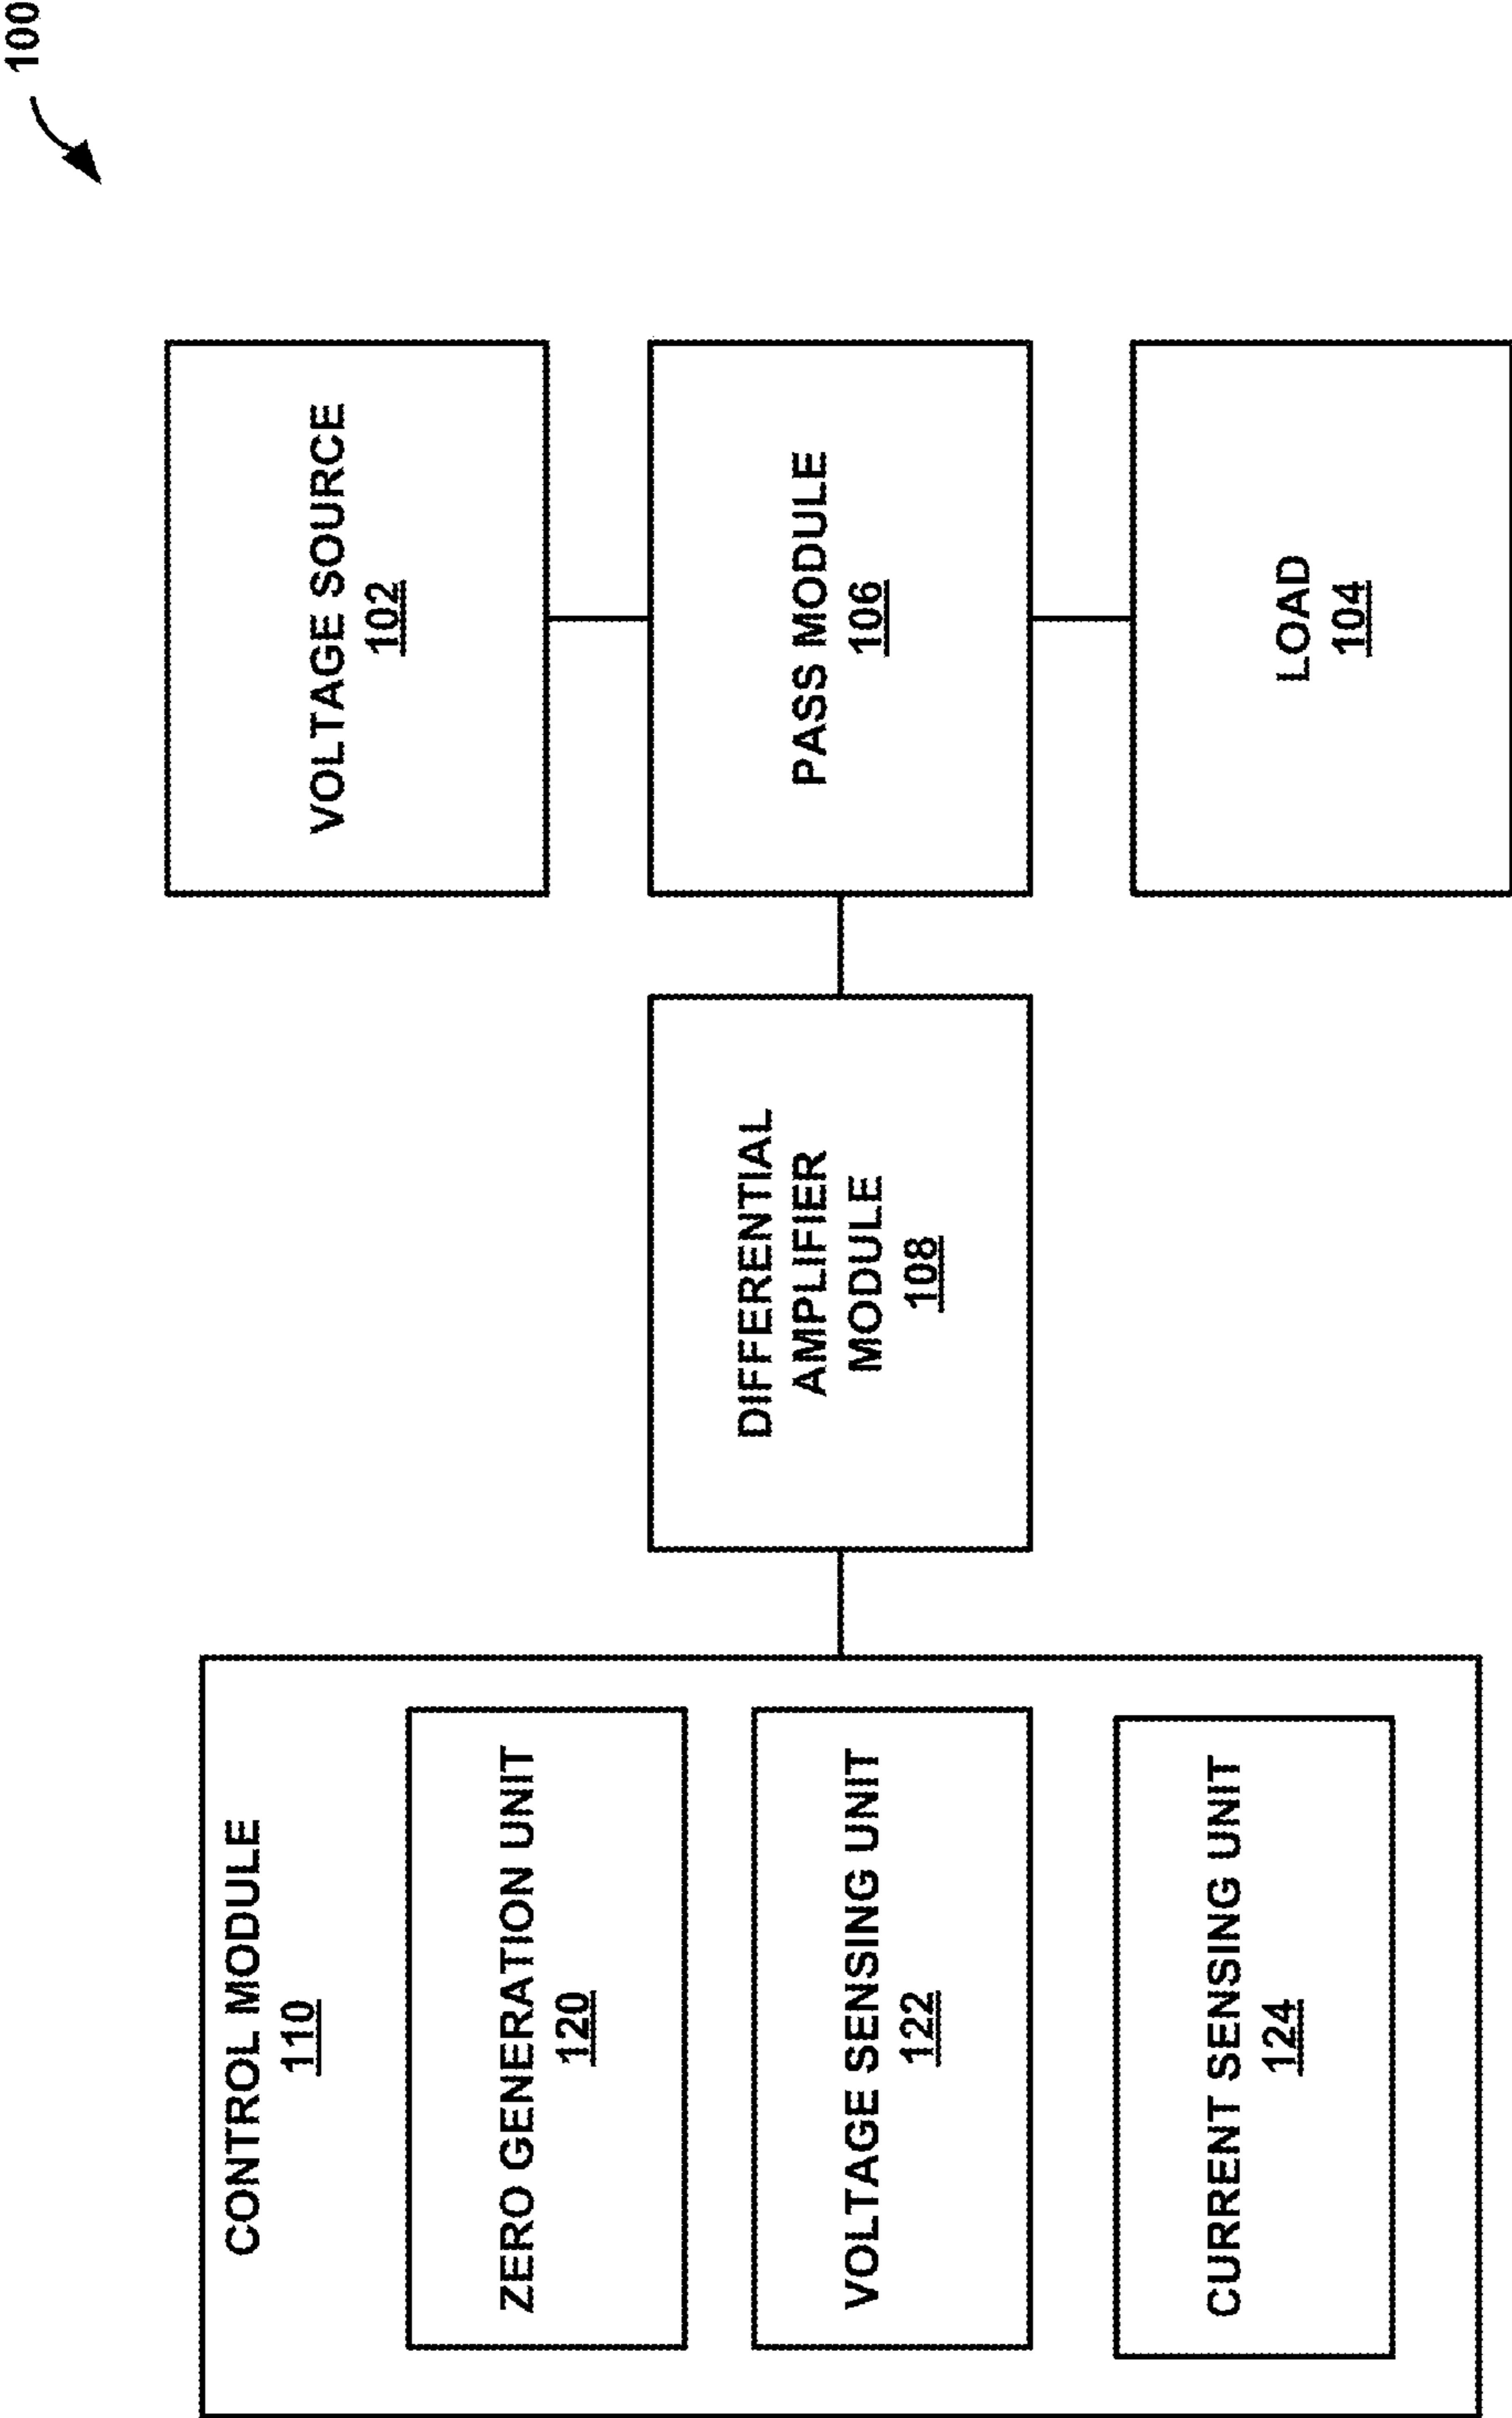 100
CONTROL MODULE
110
ZERO GENERATION UNIT
120
VOLTAGE SENSING UNIT
122
CURRENT SENSING UNIT
124
DIFFERENTIAL
AMPLIFIER
MODULE
108
VOLTAGE SOURCE
102
PASS MODULE
106
LOAD
104